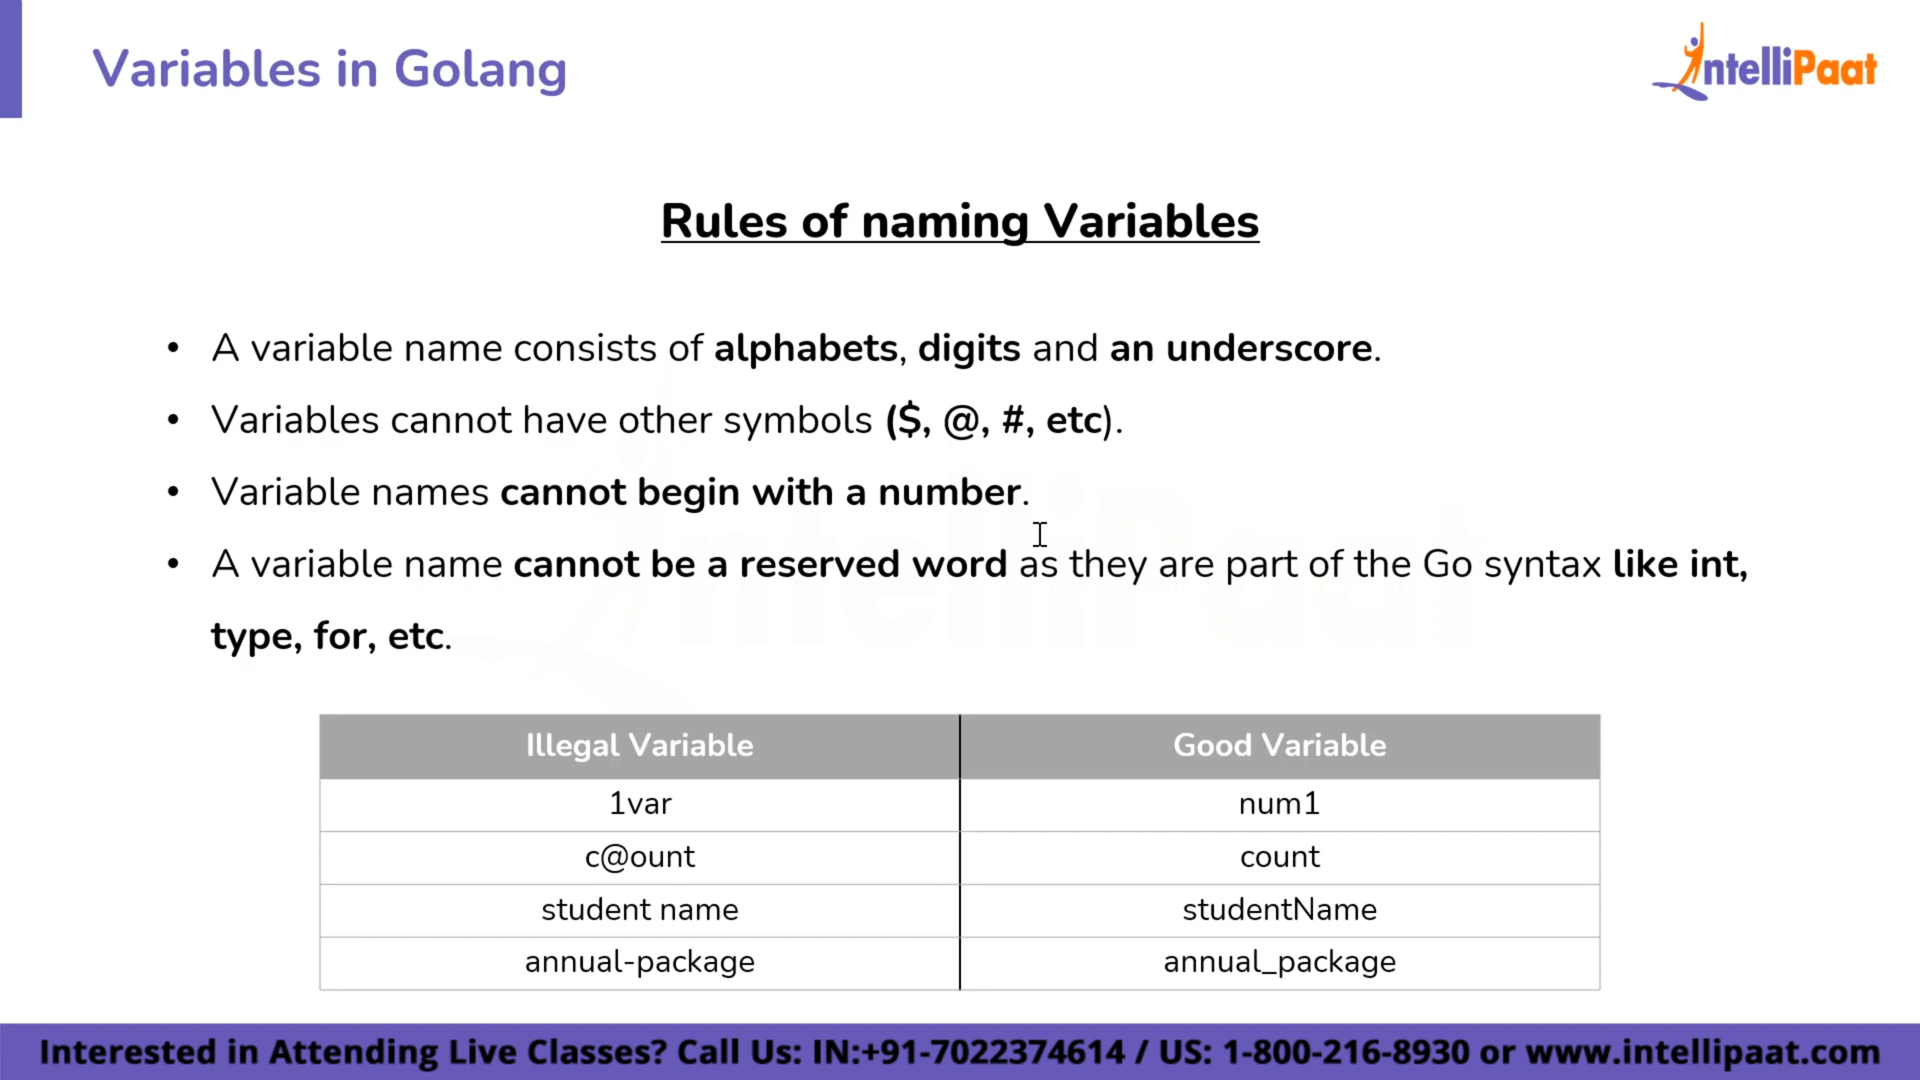 Variables in Golang
IntelliPaat
Rules of naming Variables
• A variable name consists of alphabets, digits and an underscore.
• Variables cannot have other symbols ($, @, #, etc).
• Variable names cannot begin with a number.
• A variable name cannot be a reserved word as they are part of the Go syntax like int,
type, for, etc.
Illegal Variable Good Variable
1var num1
c@ount count
student name studentName
annual-package annual_package
Interested in Attending Live Classes? Call Us: IN:+91-7022374614 / US: 1-800-216-8930 or www.intellipaat.com